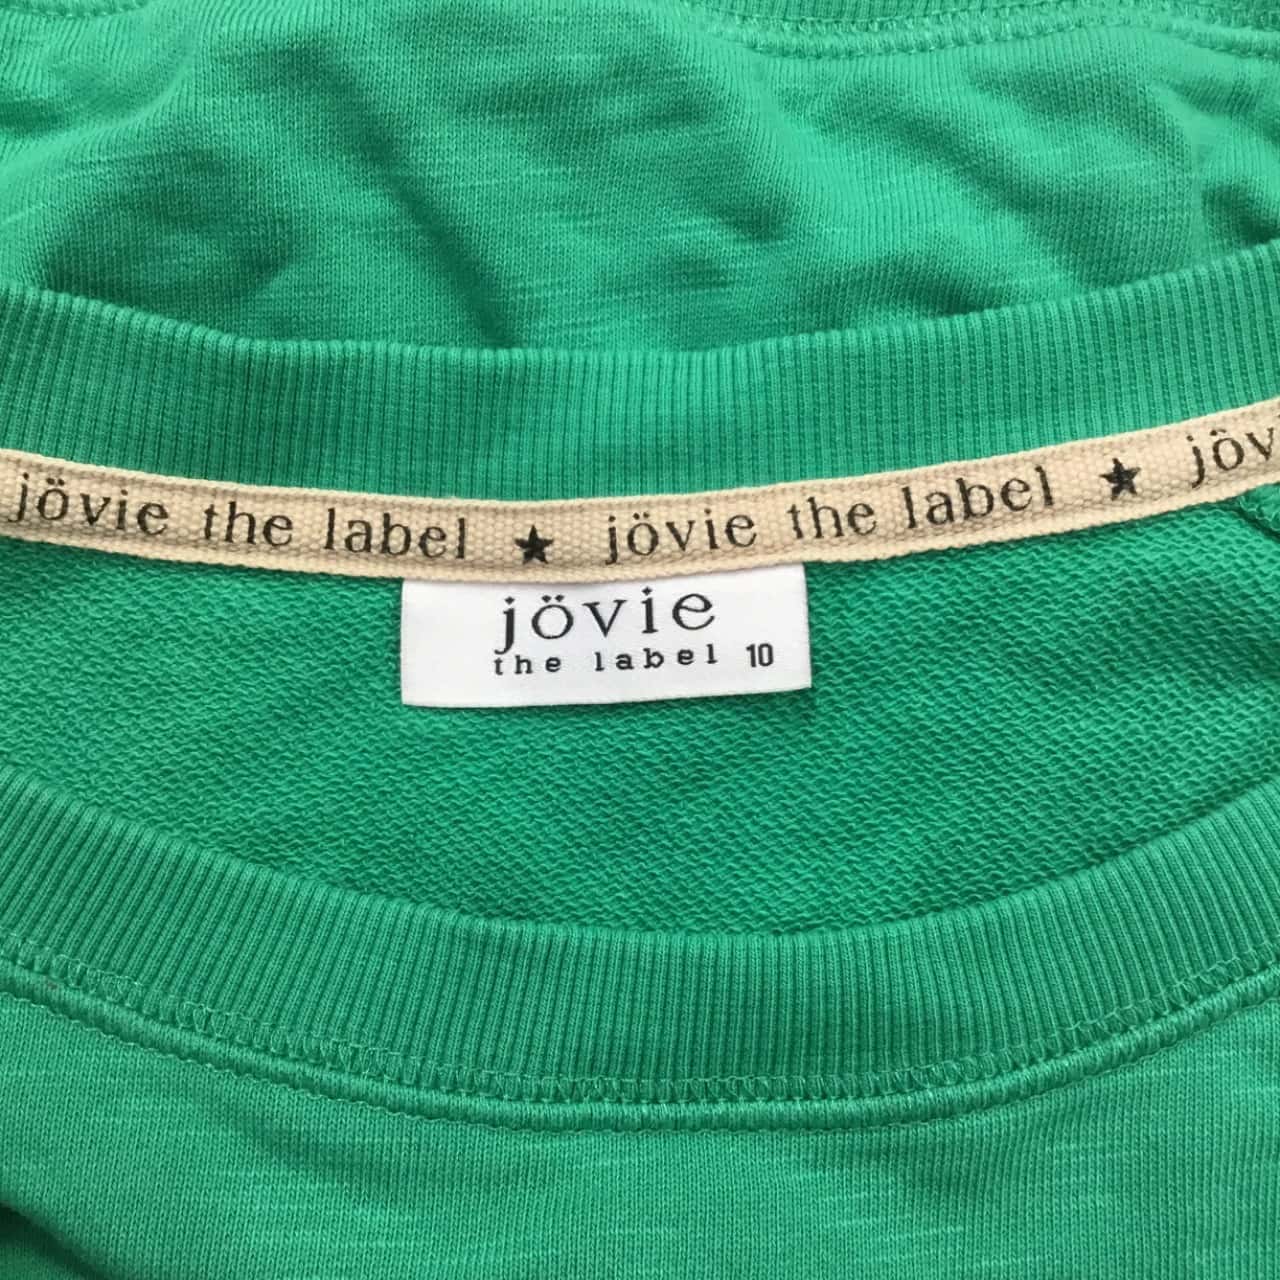 jövie the label ★ jövie the label ★ jöv
jövie
the label 10